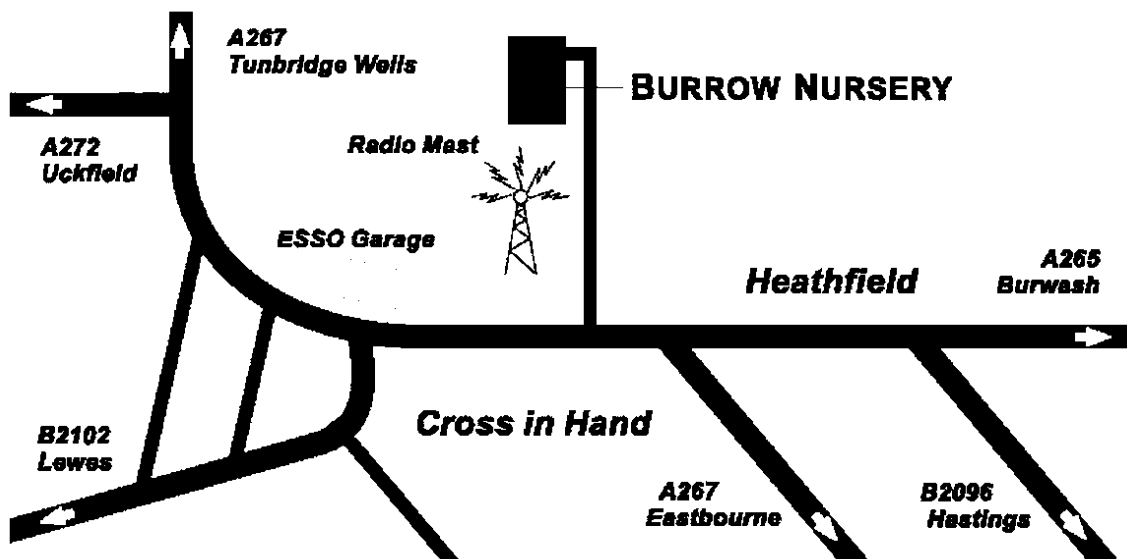 A267
Tunbridge Wells
BURROW NURSERY
A272
Uckfield
Radio Mast
ESSO Garage
Heathfield
A265
Burwash
Cross in Hand
B2102
Lewes
A267
Eastbourne
B2096
Hastings